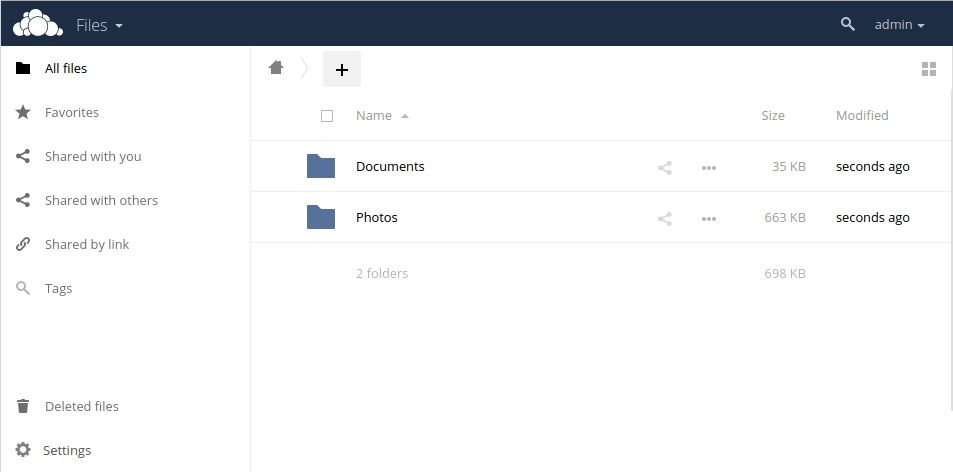 Files
admin
All files
Favorites
Shared with you
Shared with others
Shared by link
Tags
Deleted files
Settings
Name Size Modified
Documents 35 KB seconds ago
Photos 663 KB seconds ago
2 folders 698 KB